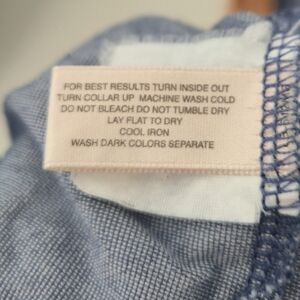 FOR BEST RESULTS TURN INSIDE OUT
TURN COLLAR UP MACHINE WASH COLD
DO NOT BLEACH DO NOT TUMBLE DRY
LAY FLAT TO DRY
COOL IRON
WASH DARK COLORS SEPARATE